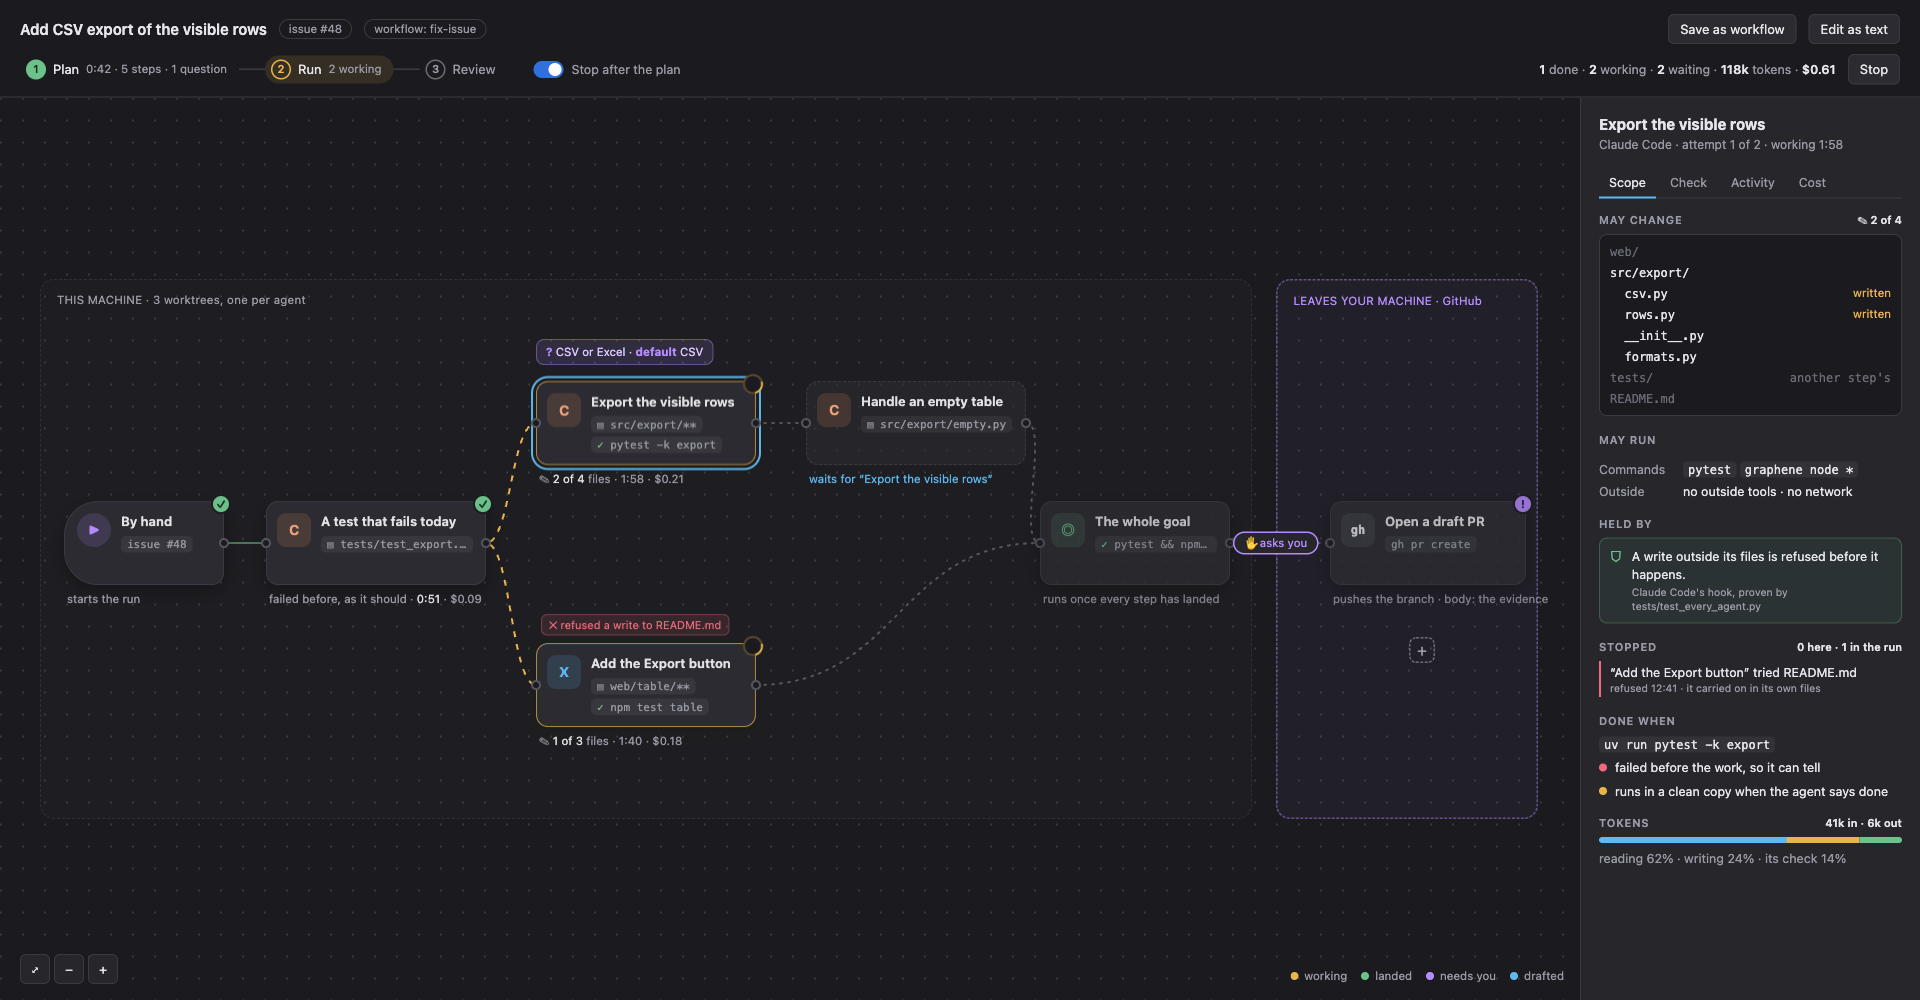 Add CSV export of the visible rows
issue #48
workflow: fix-issue
Save as workflow
Edit as text
1 Plan 0:42 · 5 steps · 1 question
2 Run 2 working
3 Review
Stop after the plan
1 done · 2 working · 2 waiting · 118k tokens · $0.61
Stop
THIS MACHINE · 3 worktrees, one per agent
LEAVES YOUR MACHINE · GitHub
? CSV or Excel · default CSV
C
Export the visible rows
src/export/**
✓ pytest -k export
2 of 4 files · 1:58 · $0.21
C
Handle an empty table
src/export/empty.py
waits for "Export the visible rows"
By hand
issue #48
starts the run
C
A test that fails today
tests/test_export.…
failed before, as it should · 0:51 · $0.09
The whole goal
✓ pytest && npm…
runs once every step has landed
asks you
gh
Open a draft PR
gh pr create
!
pushes the branch · body: the evidence
+
✕ refused a write to README.md
X
Add the Export button
web/table/**
✓ npm test table
1 of 3 files · 1:40 · $0.18
− +
working
landed
needs you
drafted
Export the visible rows
Claude Code · attempt 1 of 2 · working 1:58
Scope Check Activity Cost
MAY CHANGE 2 of 4
web/
src/export/
csv.py written
rows.py written
__init__.py
formats.py
tests/ another step's
README.md
MAY RUN
Commands pytest graphene node *
Outside no outside tools · no network
HELD BY
A write outside its files is refused before it
happens.
Claude Code's hook, proven by
tests/test_every_agent.py
STOPPED 0 here · 1 in the run
“Add the Export button” tried README.md
refused 12:41 · it carried on in its own files
DONE WHEN
uv run pytest -k export
failed before the work, so it can tell
runs in a clean copy when the agent says done
TOKENS 41k in · 6k out
reading 62% · writing 24% · its check 14%